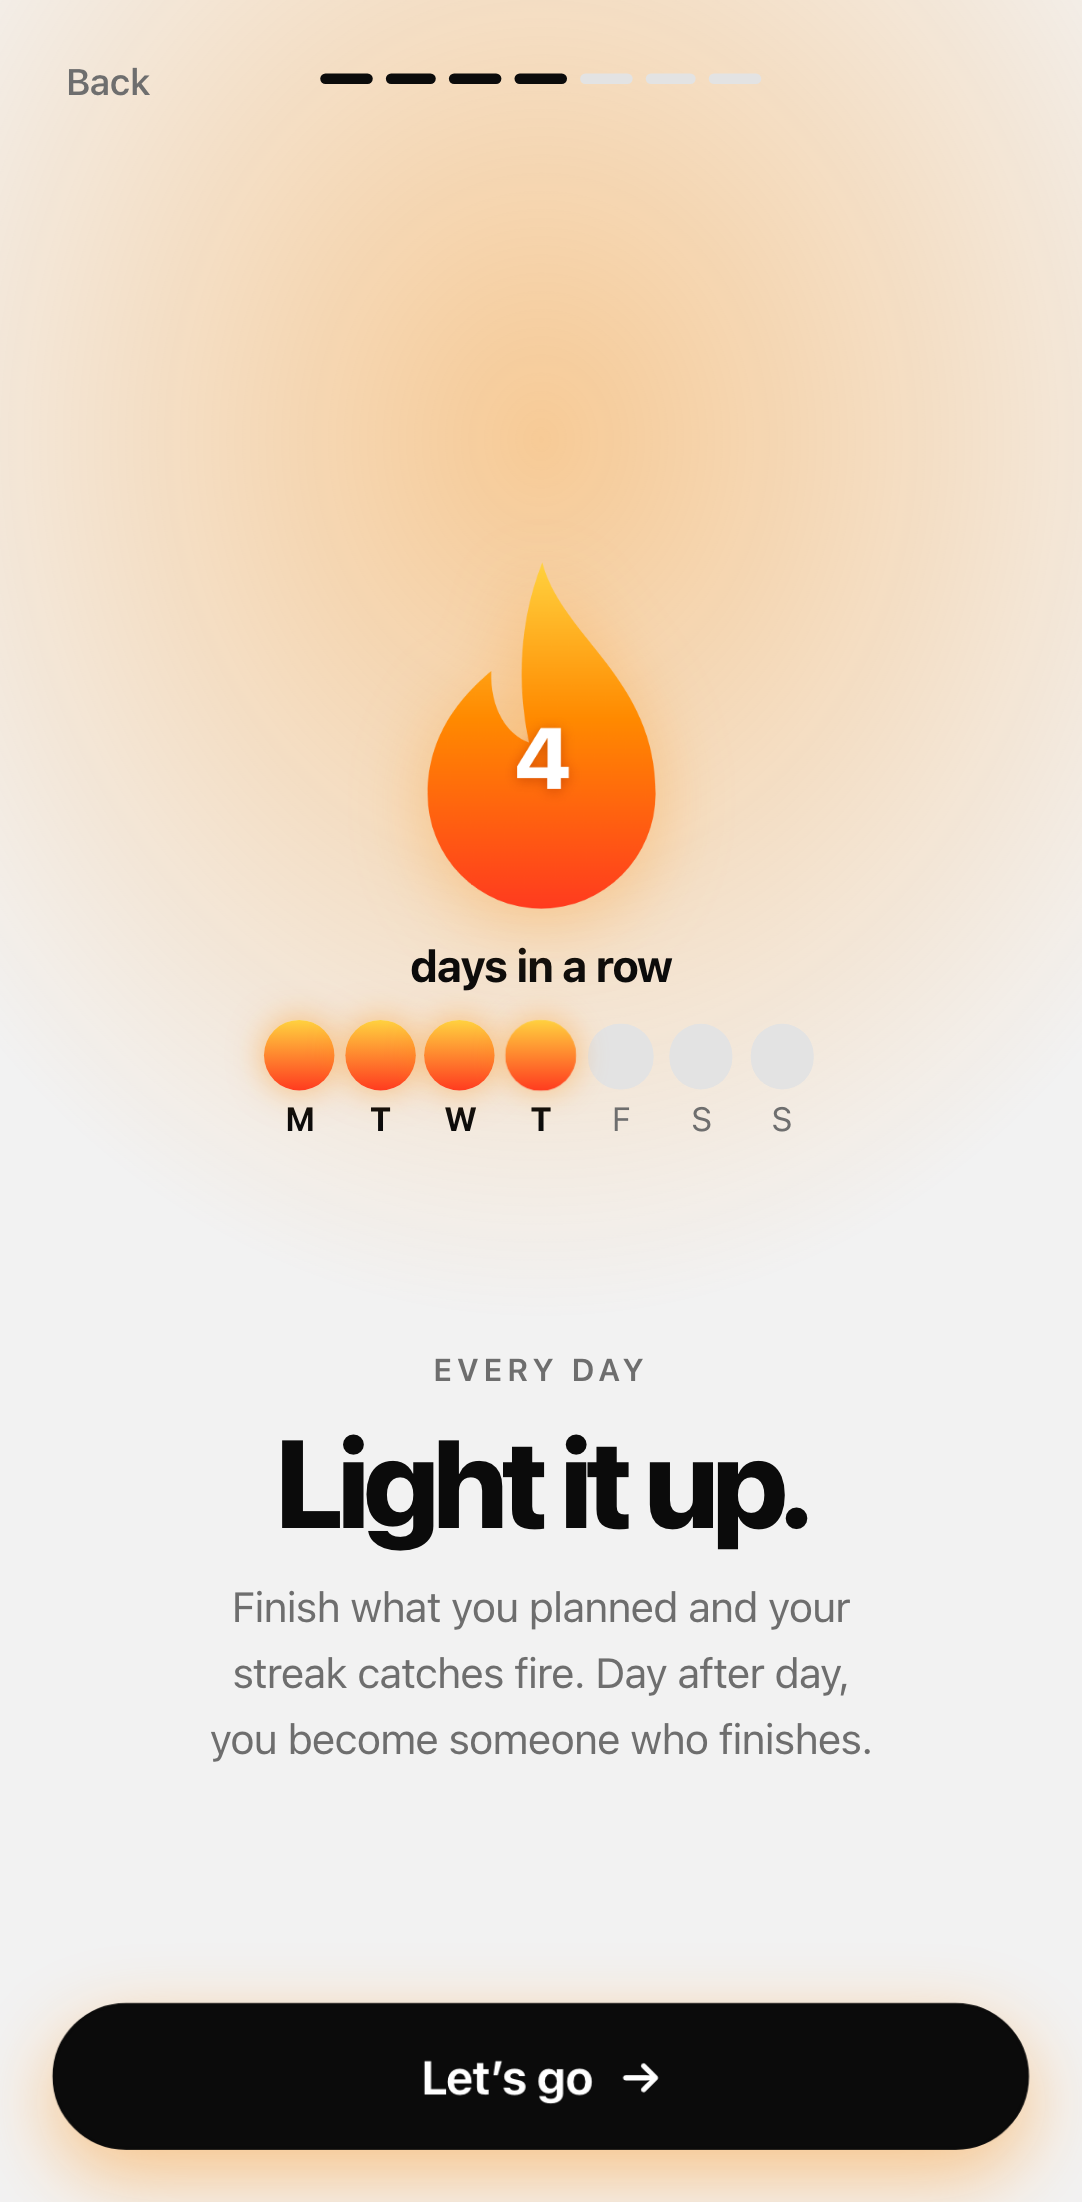 Back
4
days in a row
M T W T F S S
EVERY DAY
Light it up.
Finish what you planned and your
streak catches fire. Day after day,
you become someone who finishes.
Let’s go →